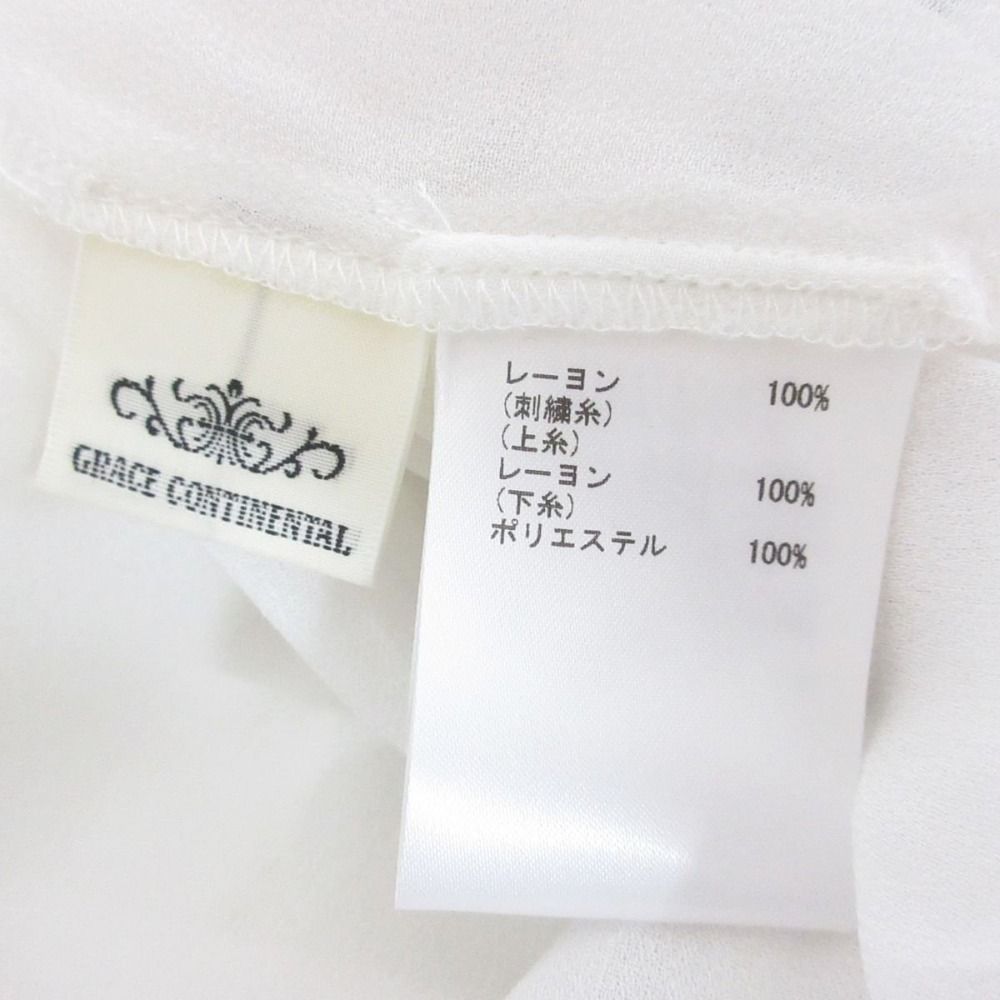 GRACE CONTINENTAL
レーヨン 100%
(刺繍糸)
(上糸)
レーヨン 100%
(下糸)
ポリエステル 100%